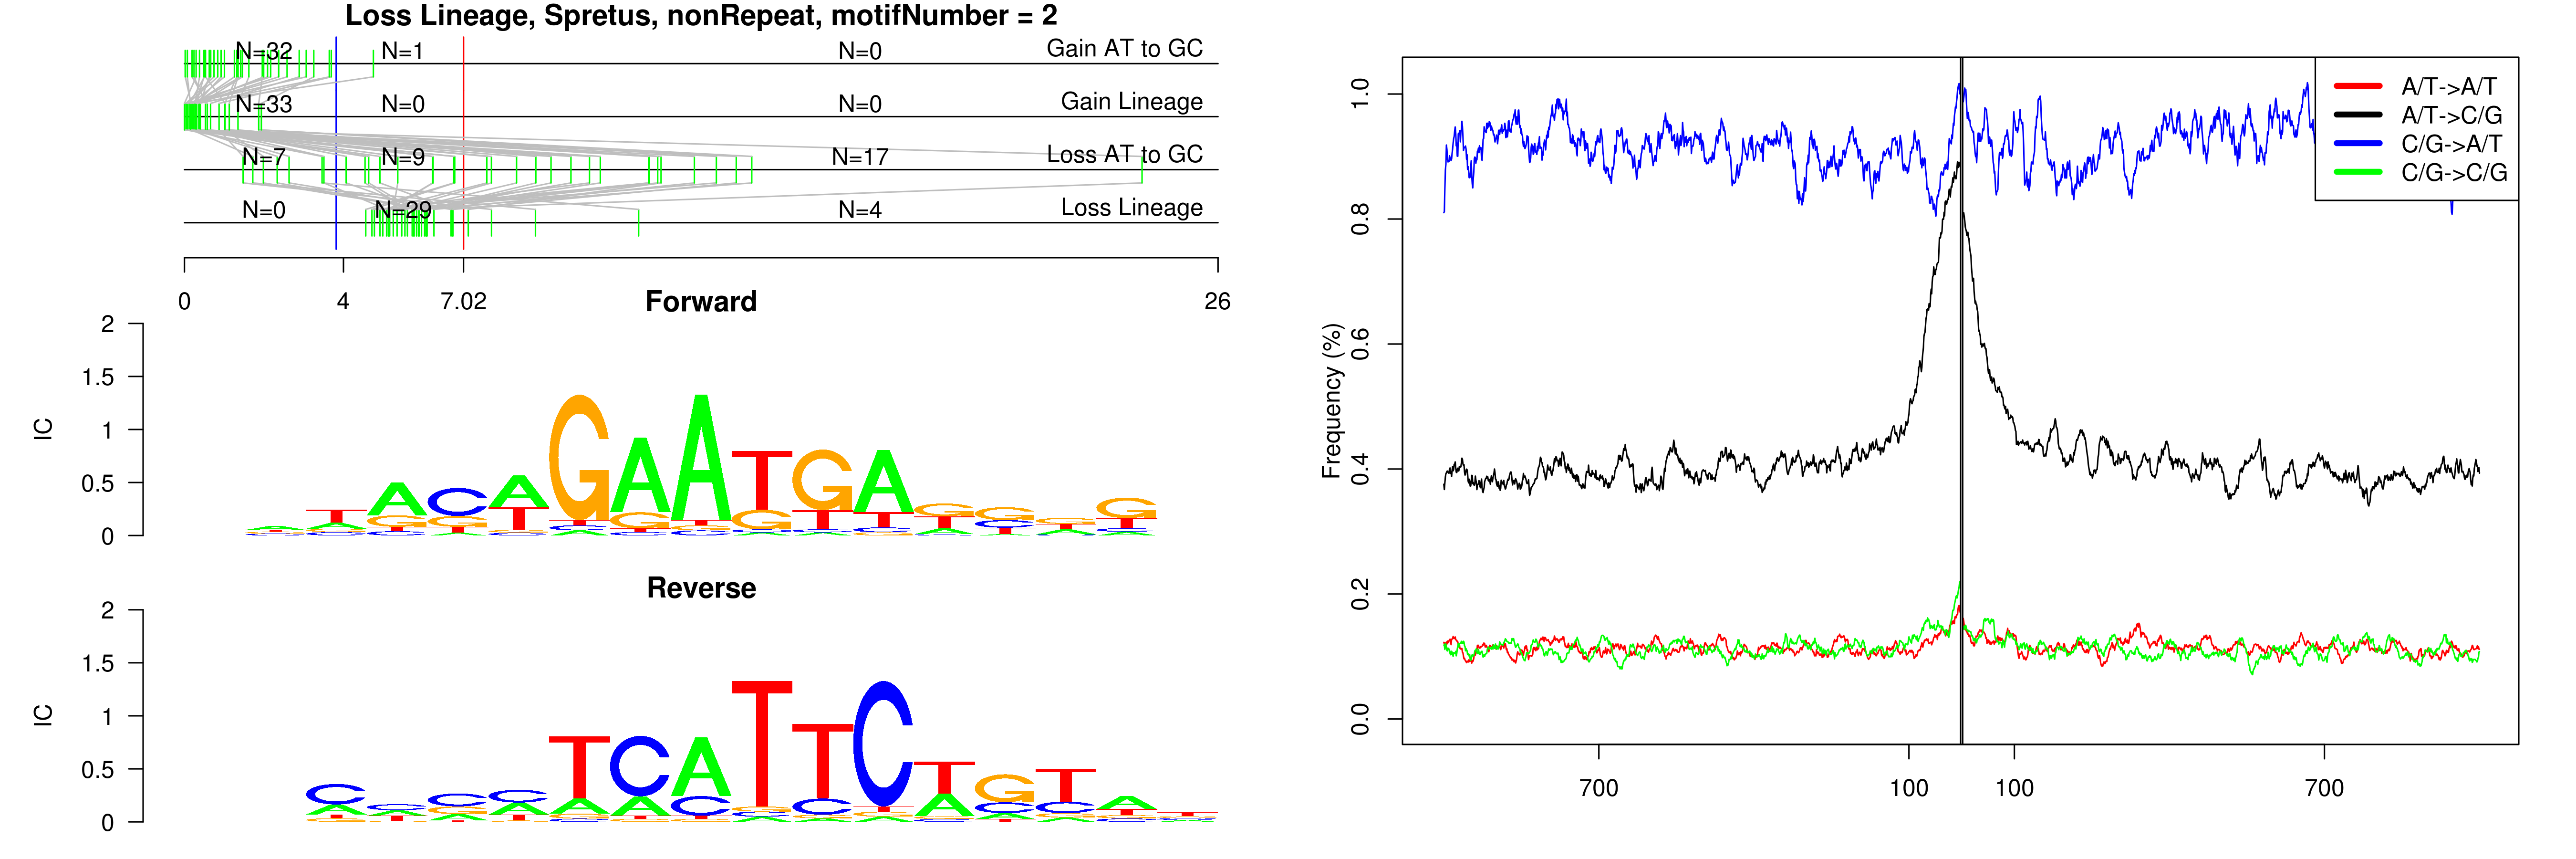 Loss Lineage, Spretus, nonRepeat, motifNumber = 2
N=32 N=1 N=0 Gain AT to GC
N=33 N=0 N=0 Gain Lineage
N=7 N=9 N=17 Loss AT to GC
N=0 N=29 N=4 Loss Lineage
0 4 7.02 26
Forward
2
1.5
1
0.5
0
IC
ACAGAATGA
Reverse
2
1.5
1
0.5
0
IC
TCATTCTGT
A/T->A/T
A/T->C/G
C/G->A/T
C/G->C/G
1.0
0.8
0.6
0.4
0.2
0.0
Frequency (%)
700 100 100 700